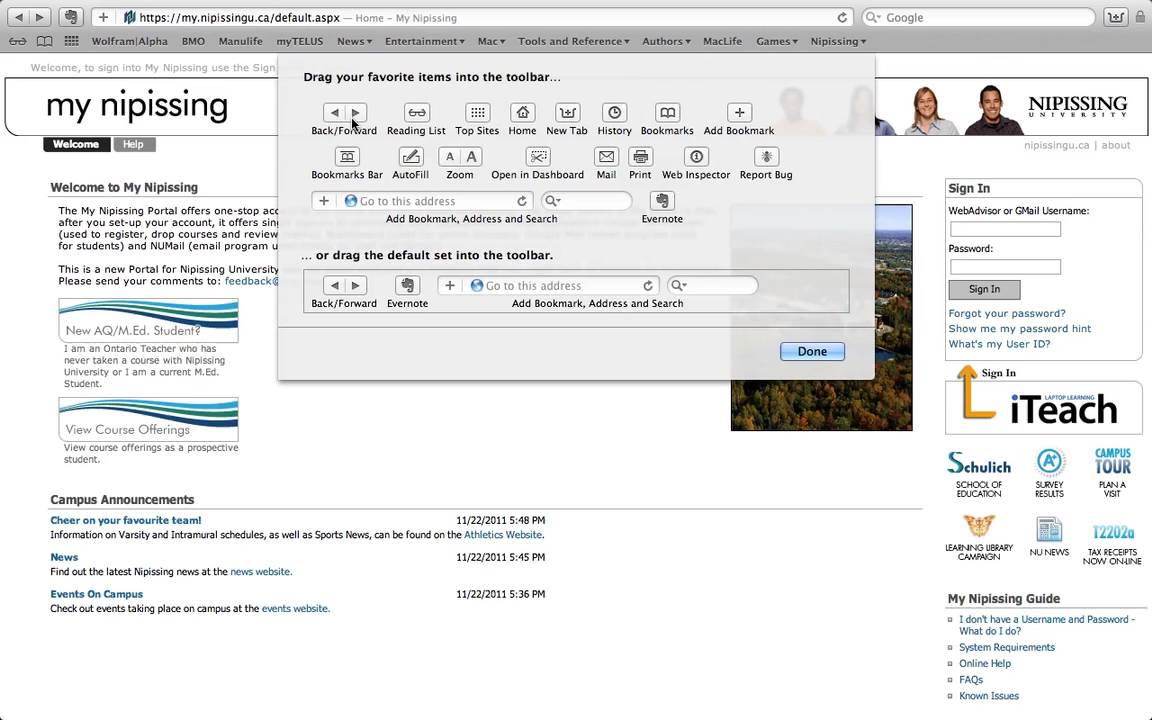 https://my.nipissingu.ca/default.aspx — Home – My Nipissing
Google
Wolfram|Alpha BMO Manulife myTELUS News▾ Entertainment▾ Mac▾ Tools and Reference▾ Authors▾ MacLife Games▾ Nipissing▾
Welcome, to sign into My Nipissing use the Sign
my nipissing
NIPISSING
UNIVERSITY
Welcome Help
nipissingu.ca | about
Drag your favorite items into the toolbar...
Back/Forward Reading List Top Sites Home New Tab History Bookmarks Add Bookmark
Bookmarks Bar AutoFill Zoom Open in Dashboard Mail Print Web Inspector Report Bug
Go to this address
Add Bookmark, Address and Search Evernote
... or drag the default set into the toolbar.
Go to this address
Back/Forward Evernote Add Bookmark, Address and Search
Done
Welcome to My Nipissing
The My Nipissing Portal offers one-stop acc
after you set-up your account, it offers sing
(used to register, drop courses and review
for students) and NUMail (email program u
This is a new Portal for Nipissing University
Please send your comments to: feedback@
New AQ/M.Ed. Student?
I am an Ontario Teacher who has
never taken a course with Nipissing
University or I am a current M.Ed.
Student.
View Course Offerings
View course offerings as a prospective
student.
Campus Announcements
Cheer on your favourite team! 11/22/2011 5:48 PM
Information on Varsity and Intramural schedules, as well as Sports News, can be found on the Athletics Website.
News 11/22/2011 5:45 PM
Find out the latest Nipissing news at the news website.
Events On Campus 11/22/2011 5:36 PM
Check out events taking place on campus at the events website.
Sign In
WebAdvisor or GMail Username:
Password:
Sign In
Forgot your password?
Show me my password hint
What's my User ID?
Sign In
LAPTOP LEARNING
iTeach
Schulich
SCHOOL OF
EDUCATION
A+
SURVEY
RESULTS
CAMPUS
TOUR
PLAN A
VISIT
LEARNING LIBRARY
CAMPAIGN
NU NEWS
T2202a
TAX RECEIPTS
NOW ON-LINE
My Nipissing Guide
I don't have a Username and Password -
What do I do?
System Requirements
Online Help
FAQs
Known Issues